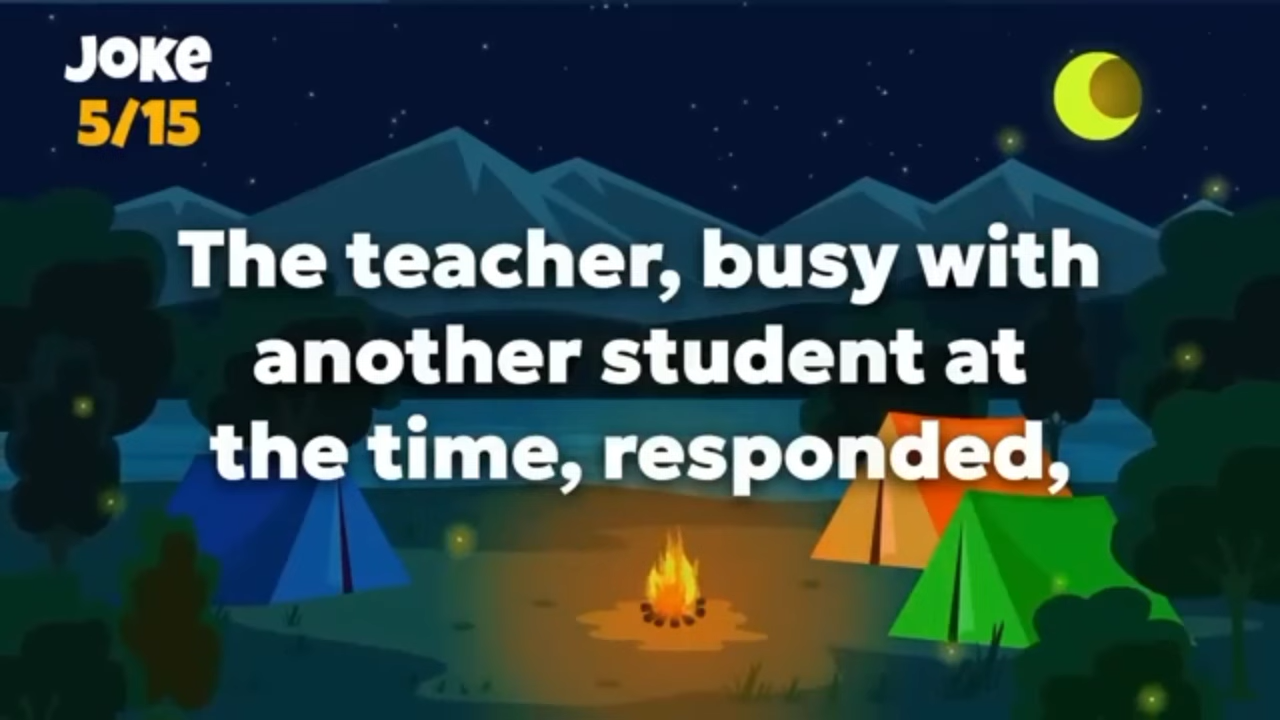 Joke
5/15
The teacher, busy with
another student at
the time, responded,